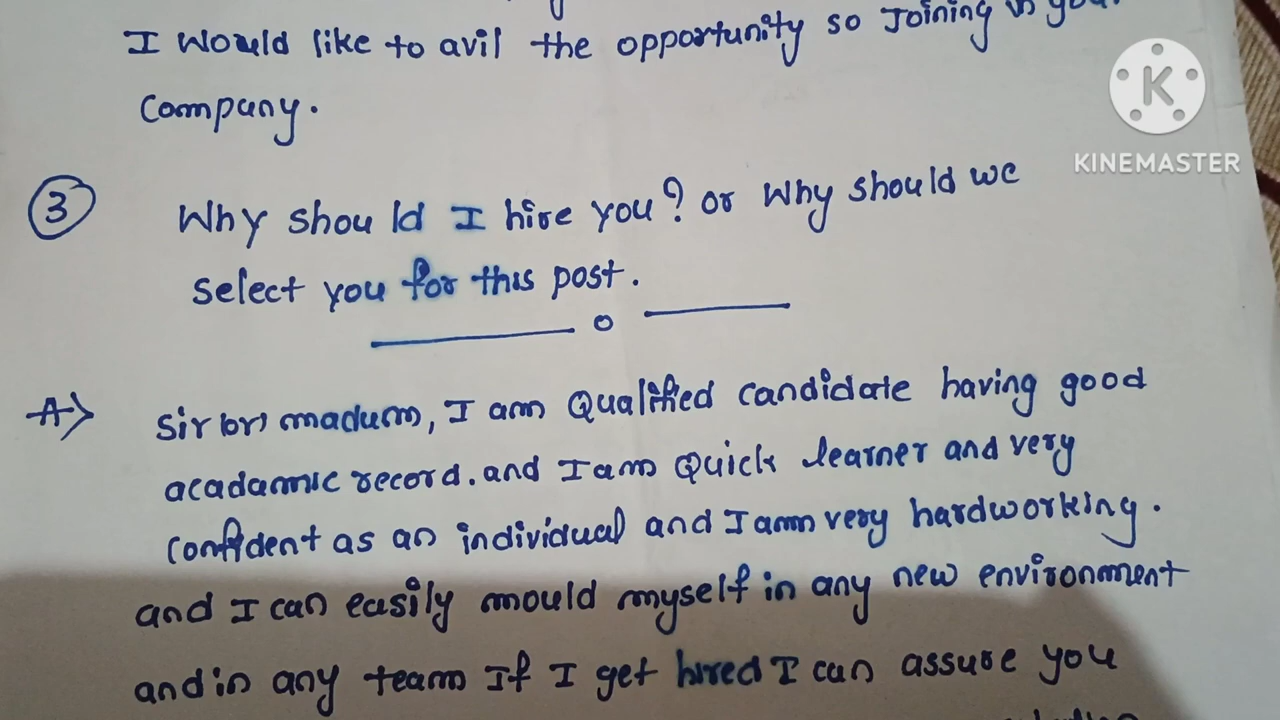 I would like to avil the opportunity so Joining in your
company.
KINEMASTER
3 Why should I hire you? or Why should we
select you for this post.
A> Sir (or) madum, I am Qualified candidate having good
acadamic record. and I am Quick learner and very
confident as an individual and I am very hardworking.
and I can easily mould myself in any new environment
and in any team If I get hired I can assure you